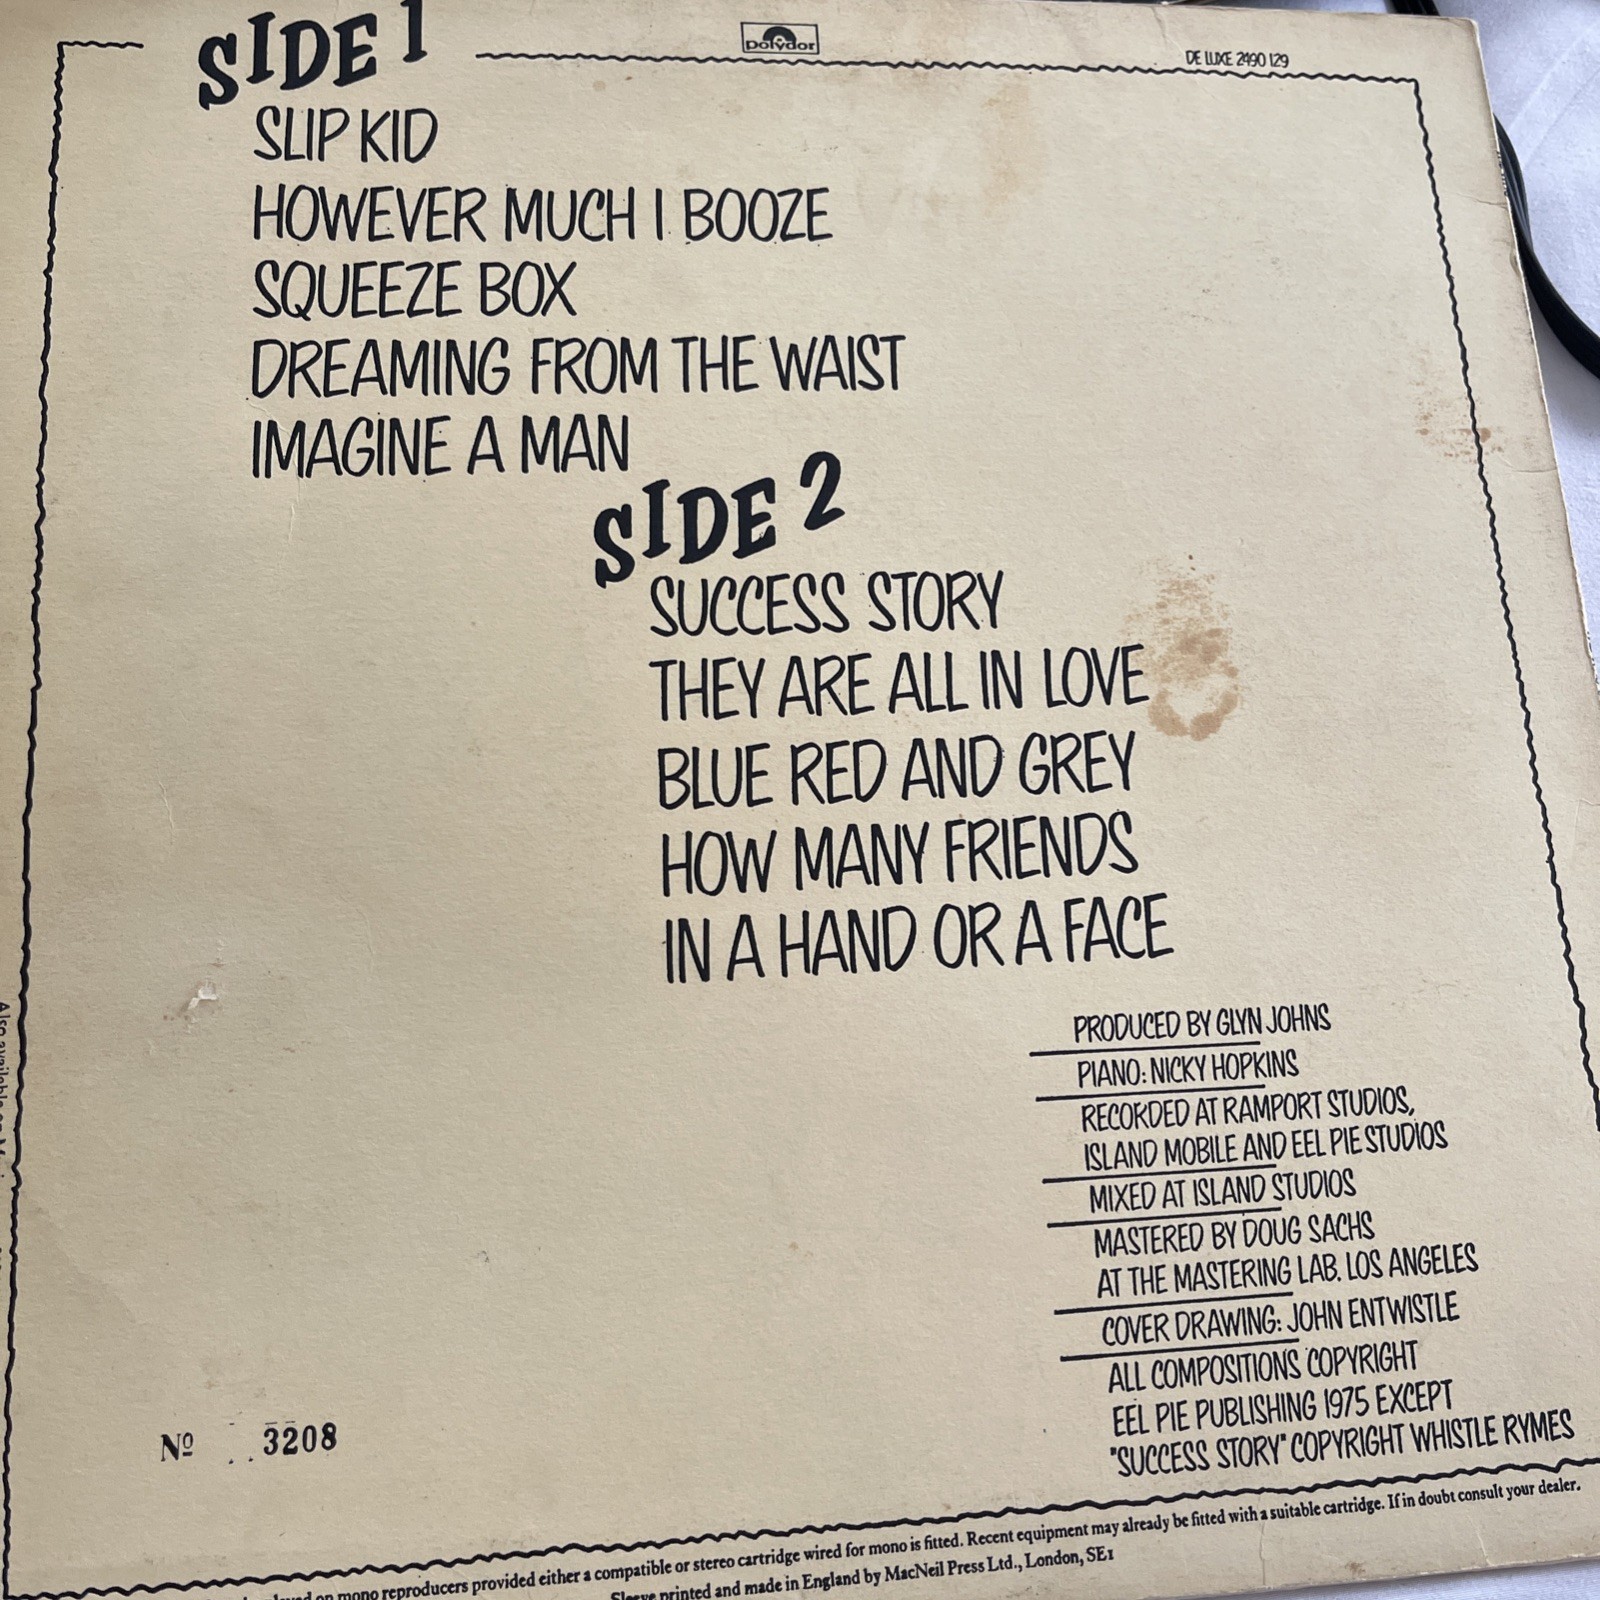 SIDE 1
polydor
DE LUXE 2490 129
SLIP KID
HOWEVER MUCH I BOOZE
SQUEEZE BOX
DREAMING FROM THE WAIST
IMAGINE A MAN
SIDE 2
SUCCESS STORY
THEY ARE ALL IN LOVE
BLUE RED AND GREY
HOW MANY FRIENDS
IN A HAND OR A FACE
PRODUCED BY GLYN JOHNS
PIANO: NICKY HOPKINS
RECORDED AT RAMPORT STUDIOS,
ISLAND MOBILE AND EEL PIE STUDIOS
MIXED AT ISLAND STUDIOS
MASTERED BY DOUG SACHS
AT THE MASTERING LAB. LOS ANGELES
COVER DRAWING: JOHN ENTWISTLE
ALL COMPOSITIONS COPYRIGHT
EEL PIE PUBLISHING 1975 EXCEPT
"SUCCESS STORY" COPYRIGHT WHISTLE RYMES
Nº 3208
on mono reproducers provided either a compatible or stereo cartridge wired for mono is fitted. Recent equipment may already be fitted with a suitable cartridge. If in doubt consult your dealer.
Sleeve printed and made in England by MacNeil Press Ltd., London, SE1
Also available on